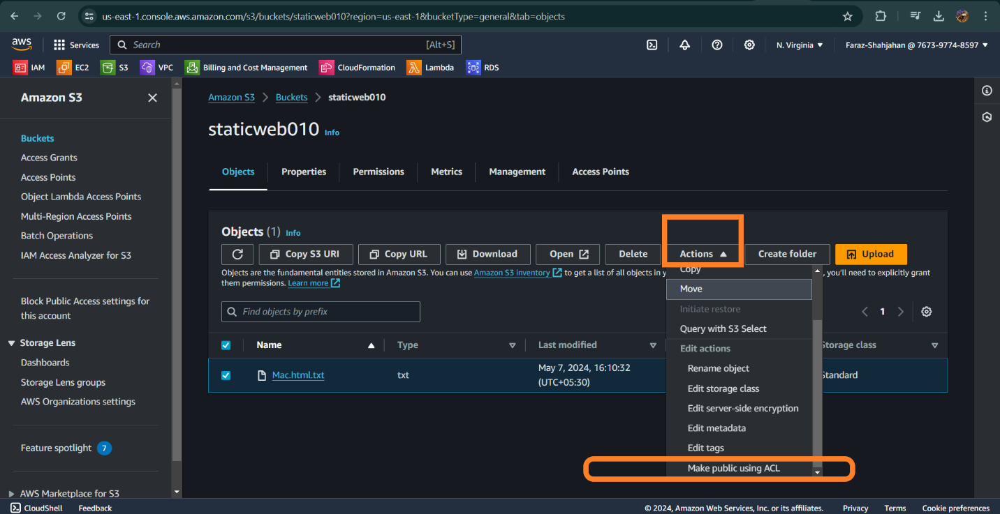 us-east-1.console.aws.amazon.com/s3/buckets/staticweb010?region=us-east-1&bucketType=general&tab=objects
aws Services Search [Alt+S] N. Virginia Faraz-Shahjahan @ 7673-9774-8597
IAM EC2 S3 VPC Billing and Cost Management CloudFormation Lambda RDS
Amazon S3
Buckets
Access Grants
Access Points
Object Lambda Access Points
Multi-Region Access Points
Batch Operations
IAM Access Analyzer for S3
Block Public Access settings for
this account
Storage Lens
Dashboards
Storage Lens groups
AWS Organizations settings
Feature spotlight 7
AWS Marketplace for S3
Amazon S3 Buckets staticweb010
staticweb010 Info
Objects Properties Permissions Metrics Management Access Points
Objects (1) Info
Copy S3 URI Copy URL Download Open Delete Actions Create folder Upload
Objects are the fundamental entities stored in Amazon S3. You can use Amazon S3 inventory to get a list of all objects in y , you'll need to explicitly grant
them permissions. Learn more
Find objects by prefix
1
Name Type Last modified Storage class
Mac.html.txt txt May 7, 2024, 16:10:32 Standard
(UTC+05:30)
Copy
Move
Initiate restore
Query with S3 Select
Edit actions
Rename object
Edit storage class
Edit server-side encryption
Edit metadata
Edit tags
Make public using ACL
CloudShell Feedback © 2024, Amazon Web Services, Inc. or its affiliates. Privacy Terms Cookie preferences